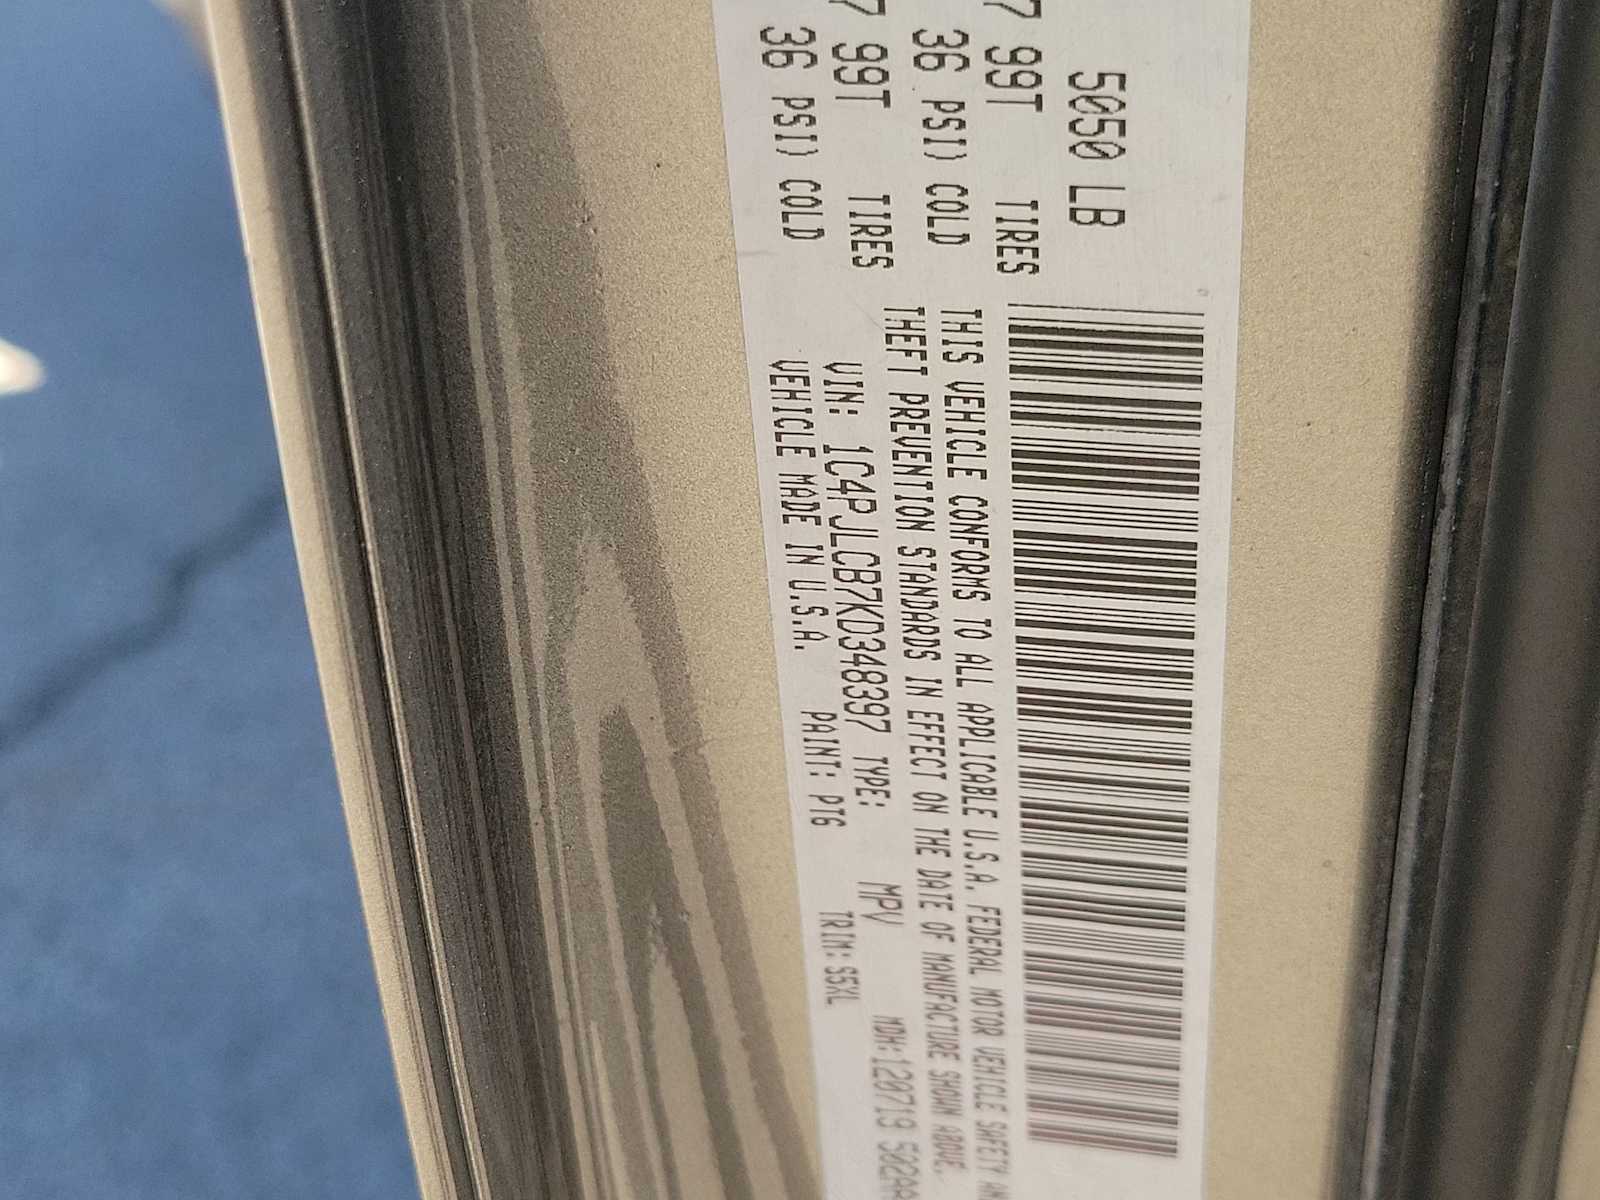 5050 LB
99T TIRES
36 PSI) COLD
99T TIRES
36 PSI) COLD
THIS VEHICLE CONFORMS TO ALL APPLICABLE U.S.A. FEDERAL MOTOR VEHICLE SAFETY AN
THEFT PREVENTION STANDARDS IN EFFECT ON THE DATE OF MANUFACTURE SHOWN ABOVE.
VIN: 1C4PJLCB7KD348397 TYPE: MPV MDH: 120719 502
VEHICLE MADE IN U.S.A. PAINT: PT6 TRIM: S5XL